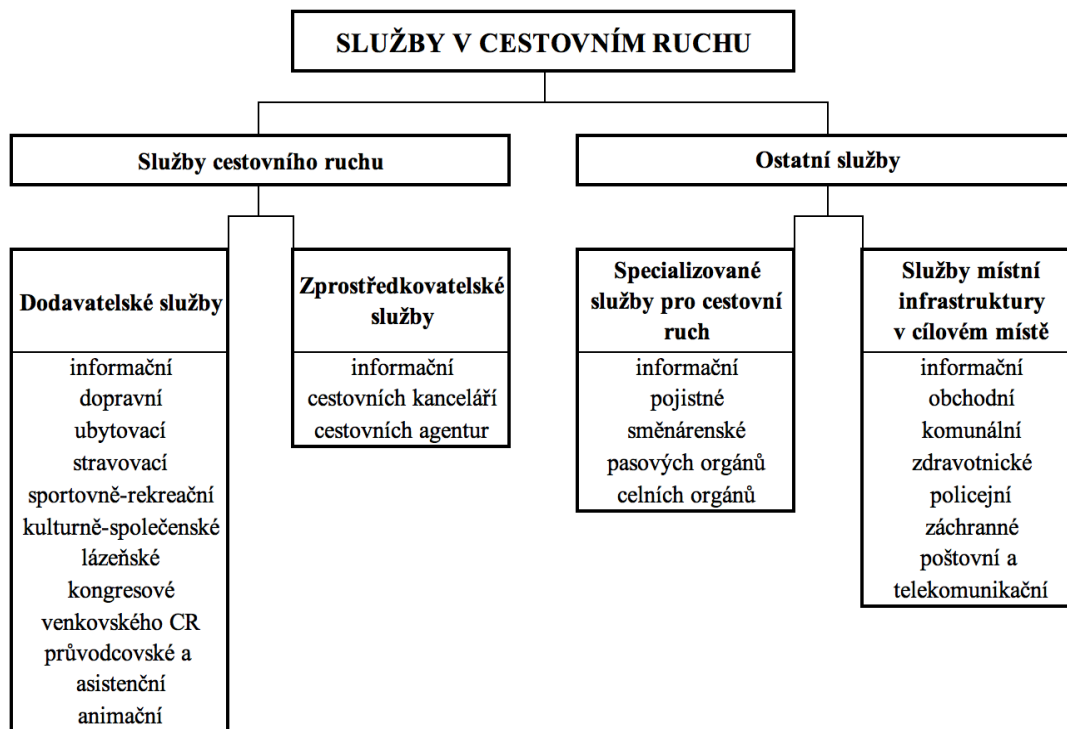 SLUŽBY V CESTOVNÍM RUCHU
Služby cestovního ruchu
Ostatní služby
Dodavatelské služby
Zprostředkovatelské
služby
Specializované
služby pro cestovní
ruch
Služby místní
infrastruktury
v cílovém místě
informační
dopravní
ubytovací
stravovací
sportovně-rekreační
kulturně-společenské
lázeňské
kongresové
venkovského CR
průvodcovské a
asistenční
animační
informační
cestovních kanceláří
cestovních agentur
informační
pojistné
směnárenské
pasových orgánů
celních orgánů
informační
obchodní
komunální
zdravotnické
policejní
záchranné
poštovní a
telekomunikační